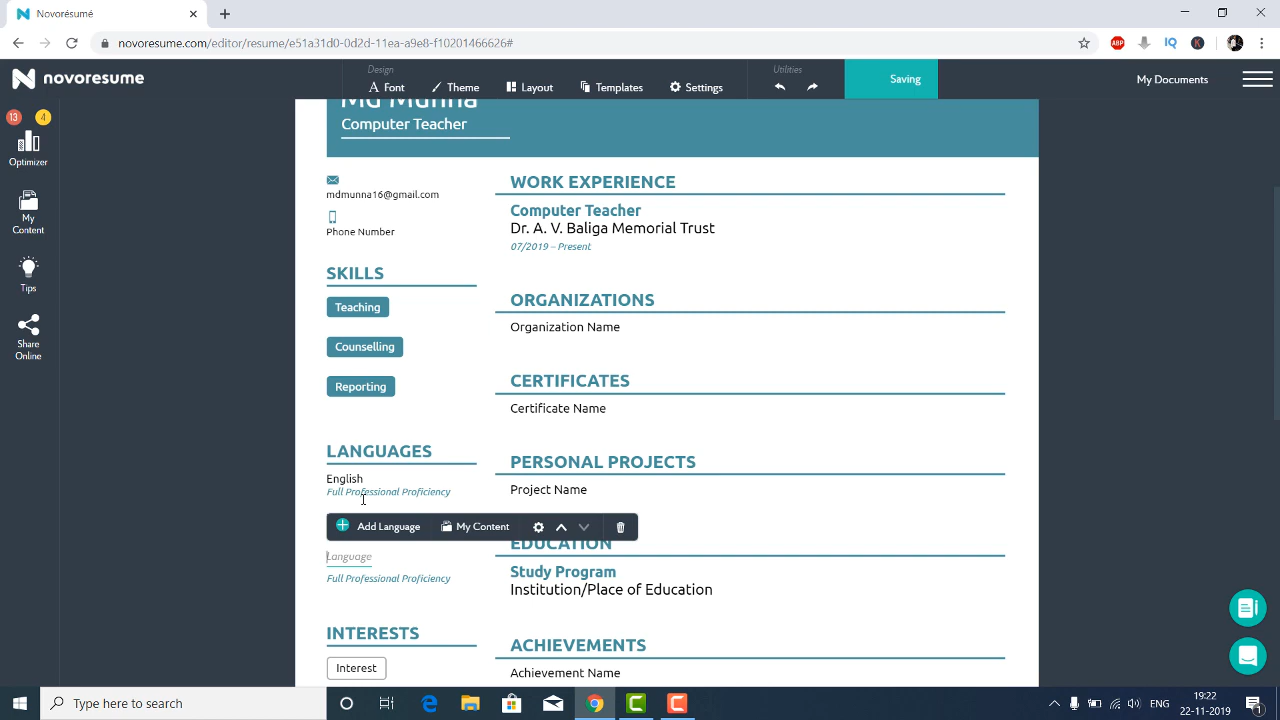 Novorésumé
novoresume.com/editor/resume/e51a31d0-0d2d-11ea-a9e8-f10201466626#
ABP
IQ
K
novoresume
Design
Font
Theme
Layout
Templates
Settings
Utilities
Saving
My Documents
13
4
Optimizer
My
Content
Tips
Share
Online
Md Munna
Computer Teacher
mdmunna16@gmail.com
Phone Number
SKILLS
Teaching
Counselling
Reporting
LANGUAGES
English
Full Professional Proficiency
Add Language
My Content
Language
Full Professional Proficiency
INTERESTS
Interest
WORK EXPERIENCE
Computer Teacher
Dr. A. V. Baliga Memorial Trust
07/2019 – Present
ORGANIZATIONS
Organization Name
CERTIFICATES
Certificate Name
PERSONAL PROJECTS
Project Name
EDUCATION
Study Program
Institution/Place of Education
ACHIEVEMENTS
Achievement Name
Type here to search
ENG
19:22
22-11-2019
1